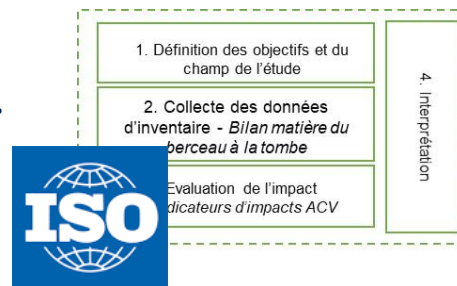 1. Définition des objectifs et du
champ de l'étude
2. Collecte des données
d'inventaire - Bilan matière du
berceau à la tombe
Evaluation de l'impact
dicateurs d'impacts ACV
4. Interprétation
ISO